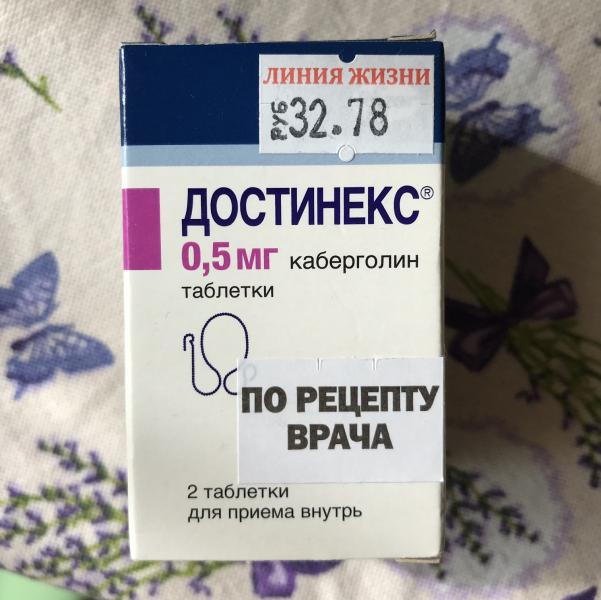 ЛИНИЯ ЖИЗНИ
РУБ 32.78
ДОСТИНЕКС®
0,5 мг каберголин
таблетки
ПО РЕЦЕПТУ
ВРАЧА
2 таблетки
для приема внутрь